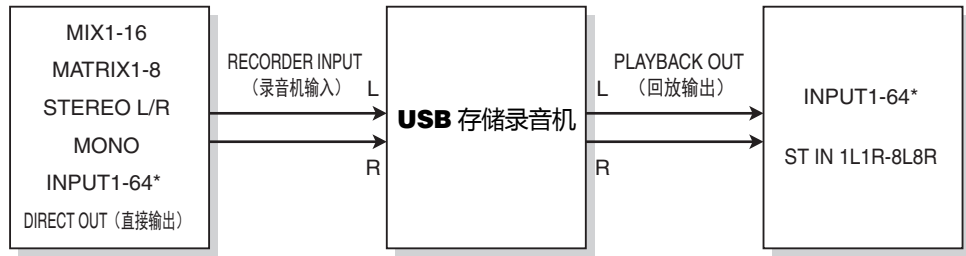 MIX1-16
MATRIX1-8
STEREO L/R
MONO
INPUT1-64*
DIRECT OUT（直接输出）
RECORDER INPUT
（录音机输入）
L
R
USB 存储录音机
PLAYBACK OUT
（回放输出）
L
R
INPUT1-64*
ST IN 1L1R-8L8R